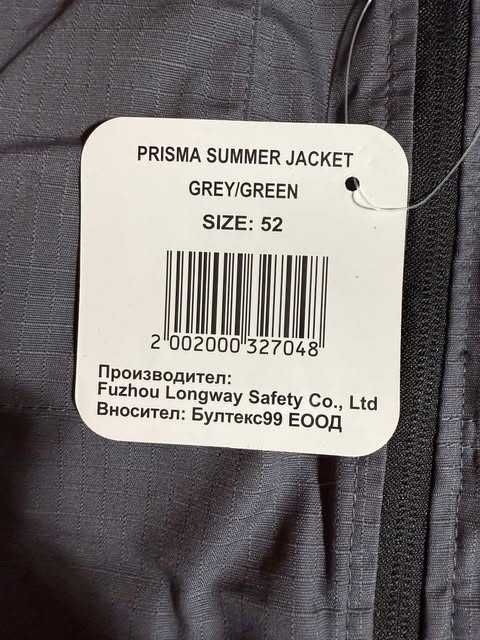 PRISMA SUMMER JACKET
GREY/GREEN
SIZE: 52
2 002000 327048
Производител:
Fuzhou Longway Safety Co., Ltd
Вносител: Бултекс99 ЕООД